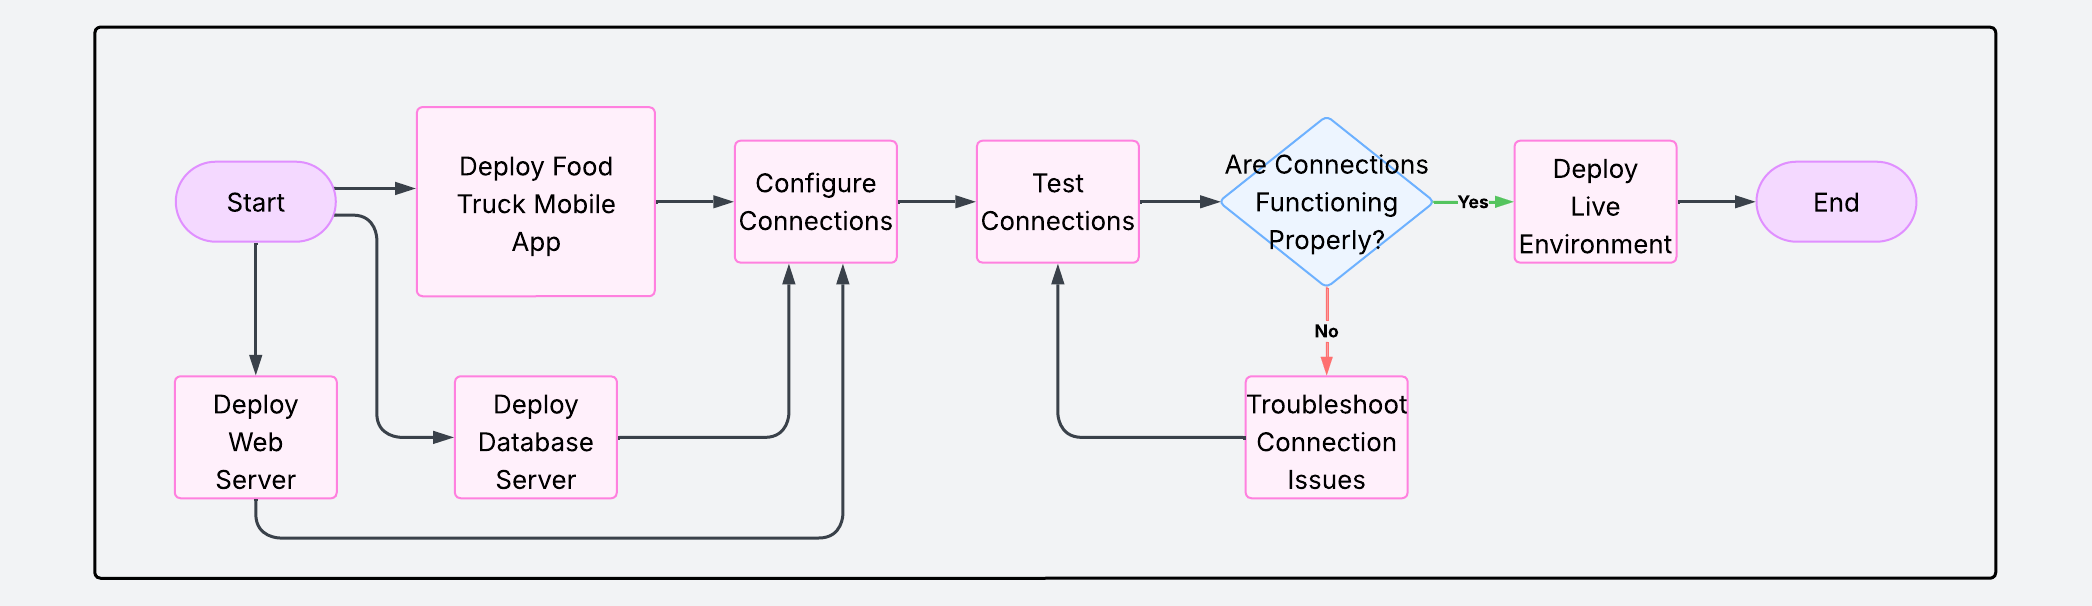 Start
Deploy Food
Truck Mobile
App
Configure
Connections
Test
Connections
Are Connections
Functioning
Properly?
Yes
Deploy
Live
Environment
End
No
Deploy
Web
Server
Deploy
Database
Server
Troubleshoot
Connection
Issues